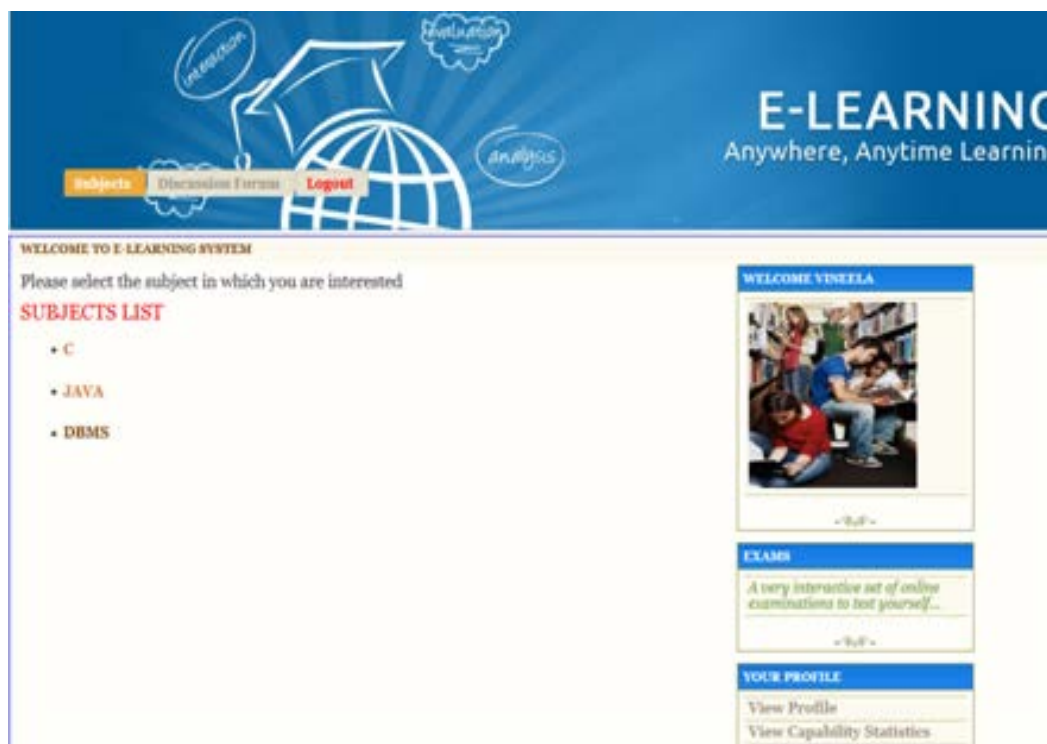 interaction
Evaluation
analysis
E-LEARNING
Anywhere, Anytime Learnin
Subjects
Discussion Forum
Logout
WELCOME TO E-LEARNING SYSTEM
Please select the subject in which you are interested
SUBJECTS LIST
• C
• JAVA
• DBMS
WELCOME VINEELA
EXAMS
A very interactive set of online
examinations to test yourself...
YOUR PROFILE
View Profile
View Capability Statistics